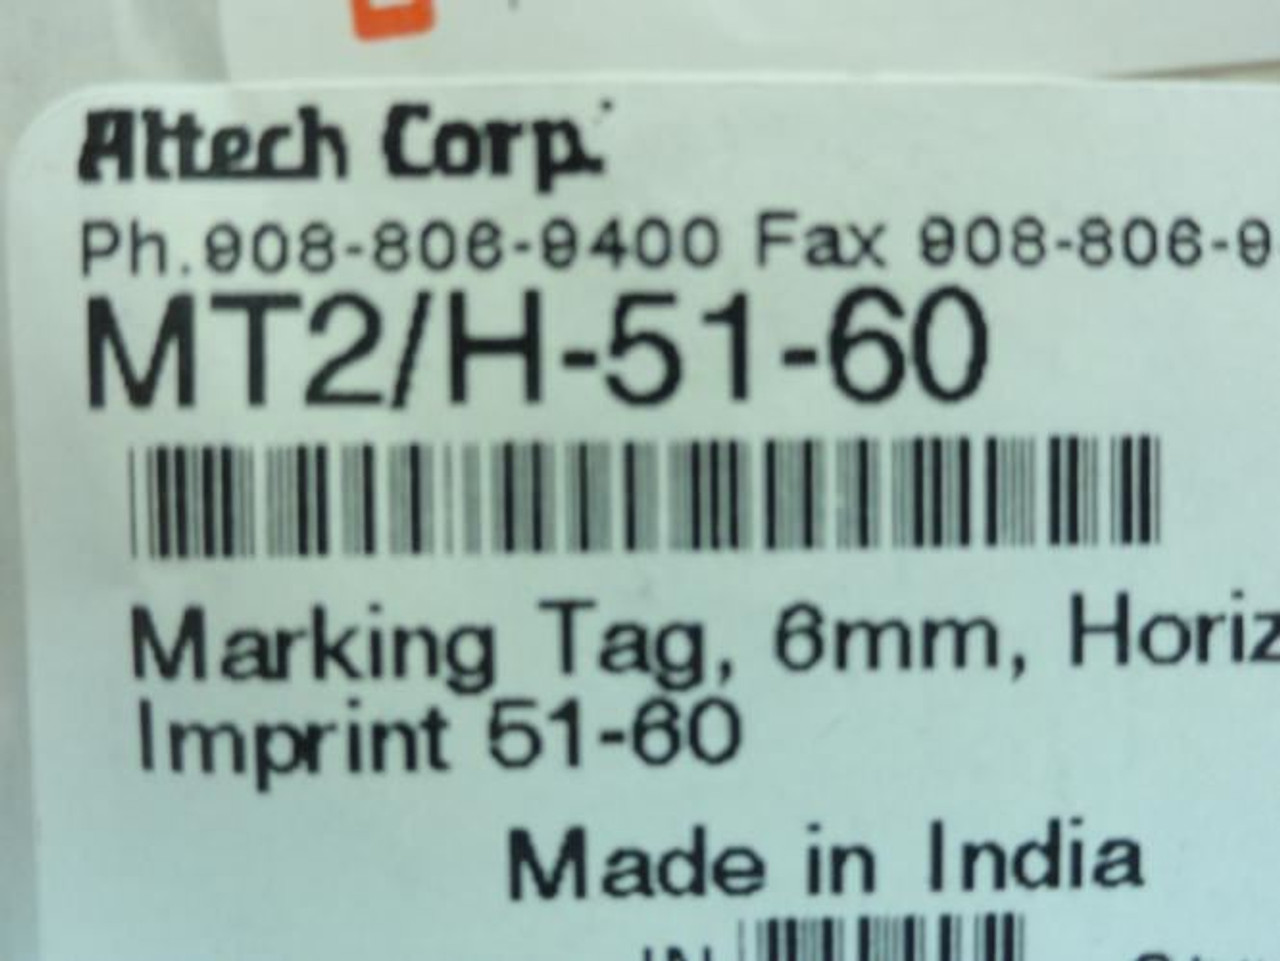 Altech Corp.
Ph.908-806-9400 Fax 908-806-9
MT2/H-51-60
Marking Tag, 6mm, Horiz
Imprint 51-60
Made in India